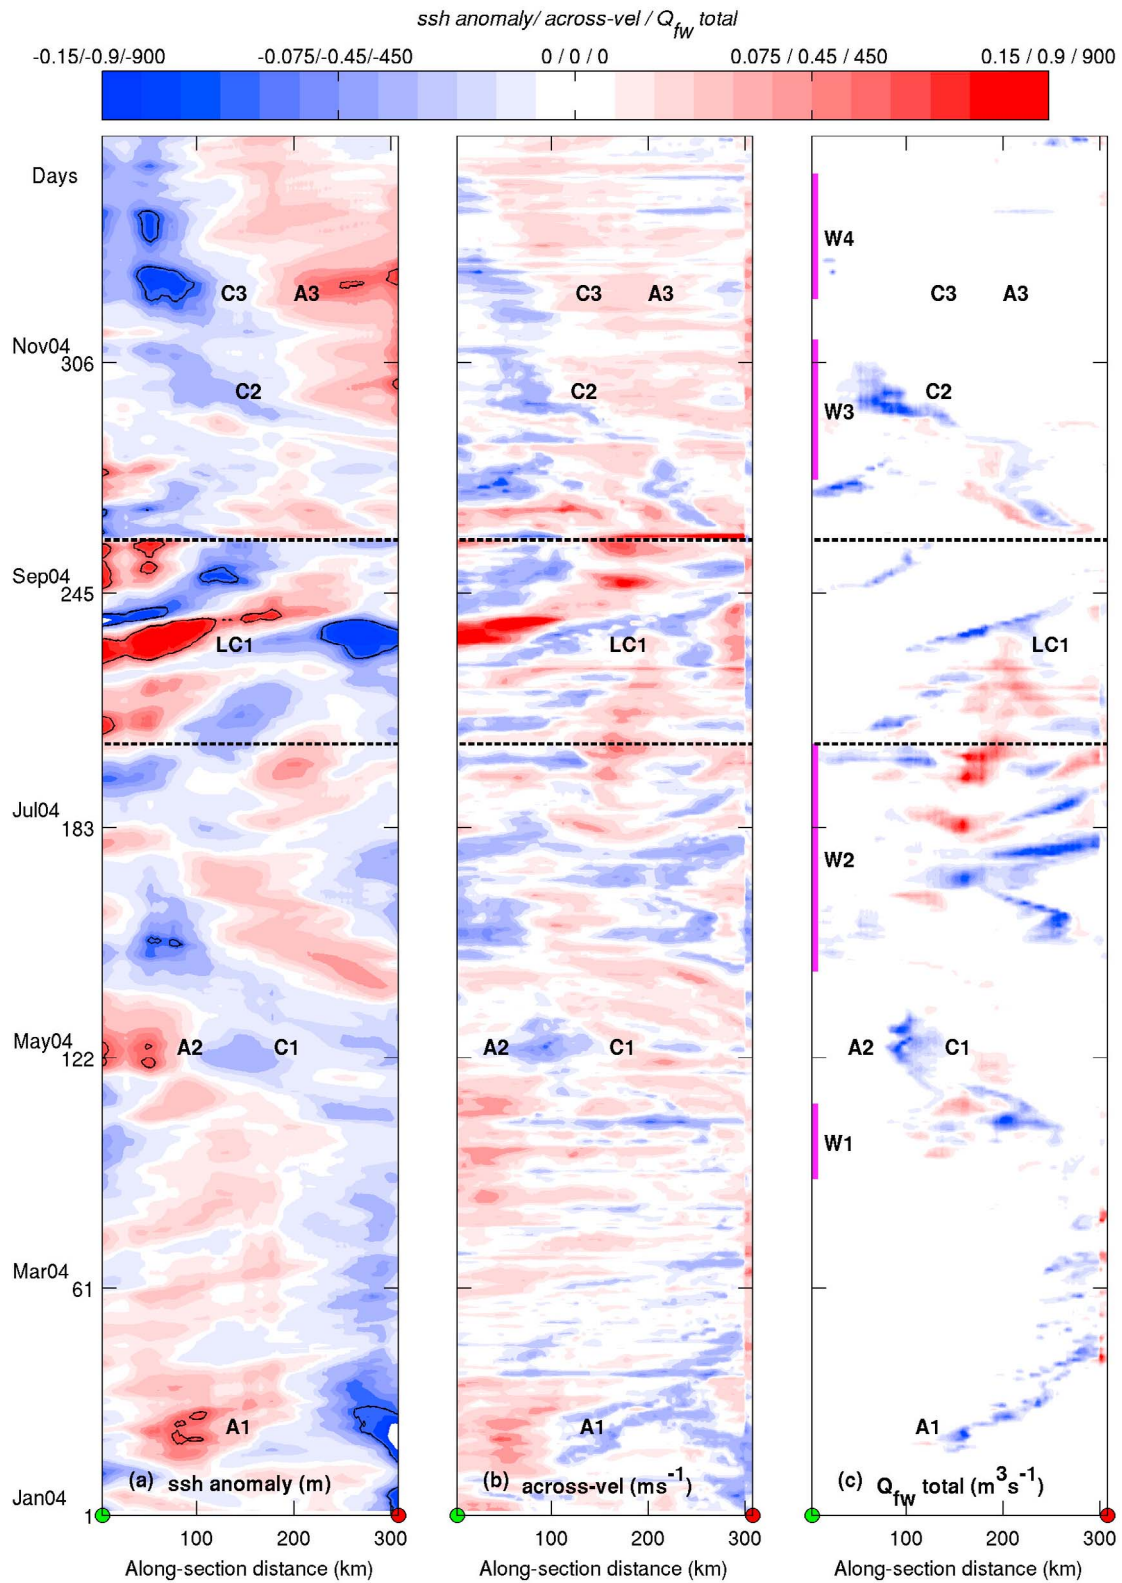 ssh anomaly/ across-vel / Q_fw total
-0.15/-0.9/-900 -0.075/-0.45/-450 0 / 0 / 0 0.075 / 0.45 / 450 0.15 / 0.9 / 900
Days
W4
C3 A3 C3 A3 C3 A3
Nov04
306
C2 C2 C2
W3
Sep04
245
LC1 LC1 LC1
Jul04
183
W2
May04
122
A2 C1 A2 C1 A2 C1
W1
Mar04
61
A1 A1 A1
(a) ssh anomaly (m) (b) across-vel (ms⁻¹) (c) Q_fw total (m³s⁻¹)
Jan04
1
100 200 300 100 200 300 100 200 300
Along-section distance (km) Along-section distance (km) Along-section distance (km)